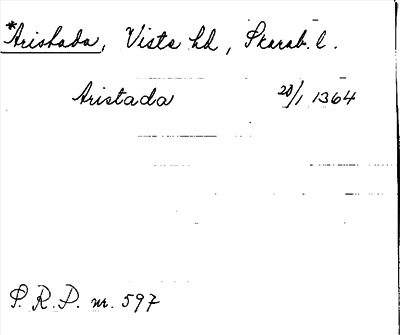 *Aristada, Vista hd, Skarab. l.
Aristada 20/1 1364
S. R. P. nr. 597